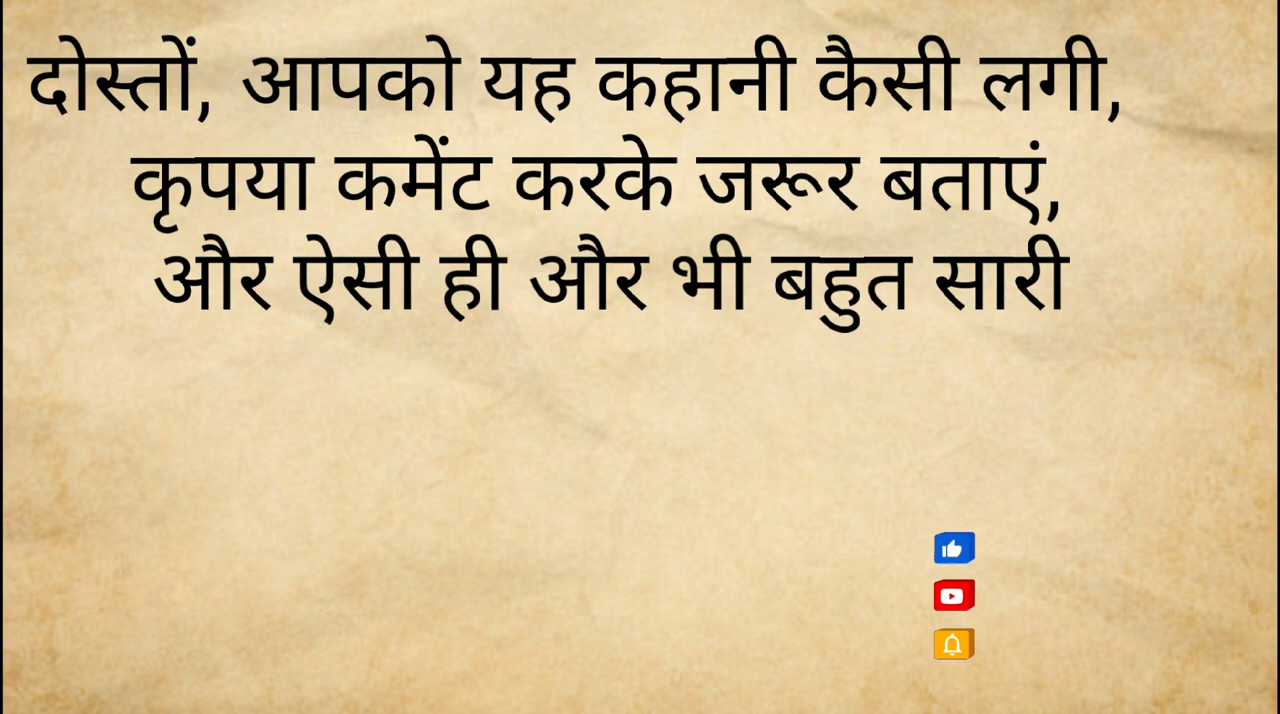 दोस्तों, आपको यह कहानी कैसी लगी,
कृपया कमेंट करके जरूर बताएं,
और ऐसी ही और भी बहुत सारी